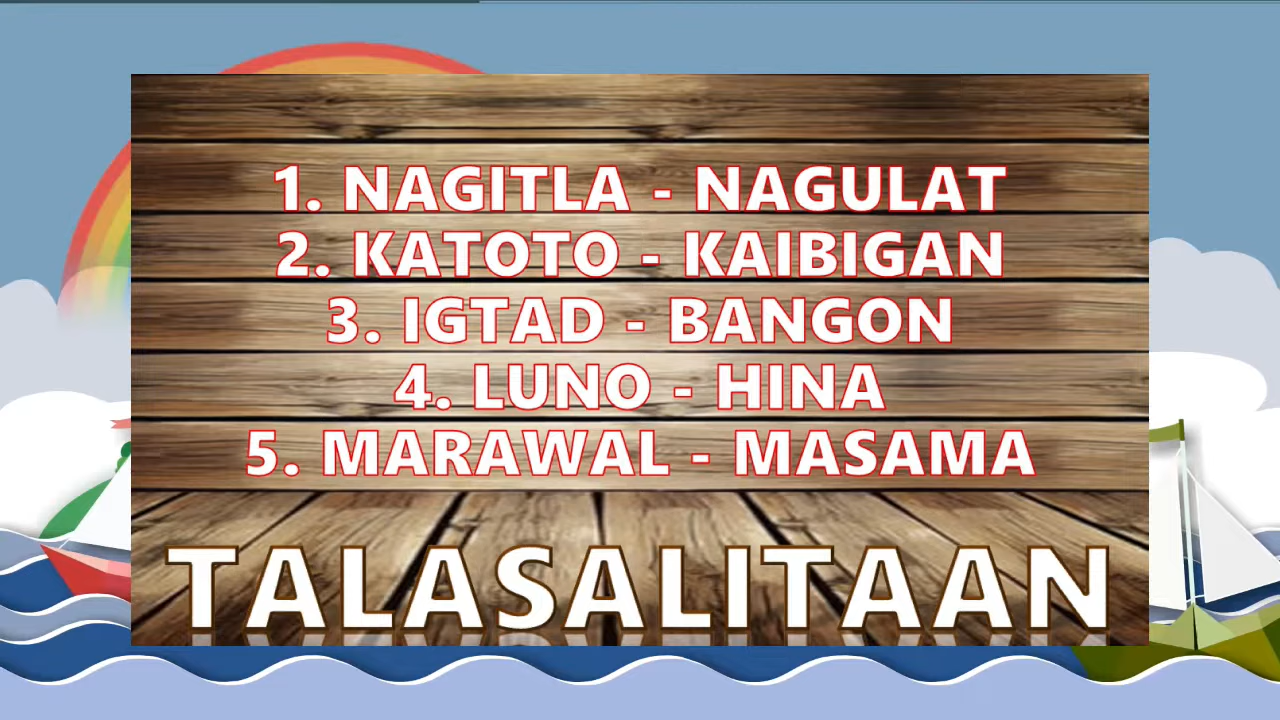 1. NAGITLA - NAGULAT
2. KATOTO - KAIBIGAN
3. IGTAD - BANGON
4. LUNO - HINA
5. MARAWAL - MASAMA
TALASALITAAN